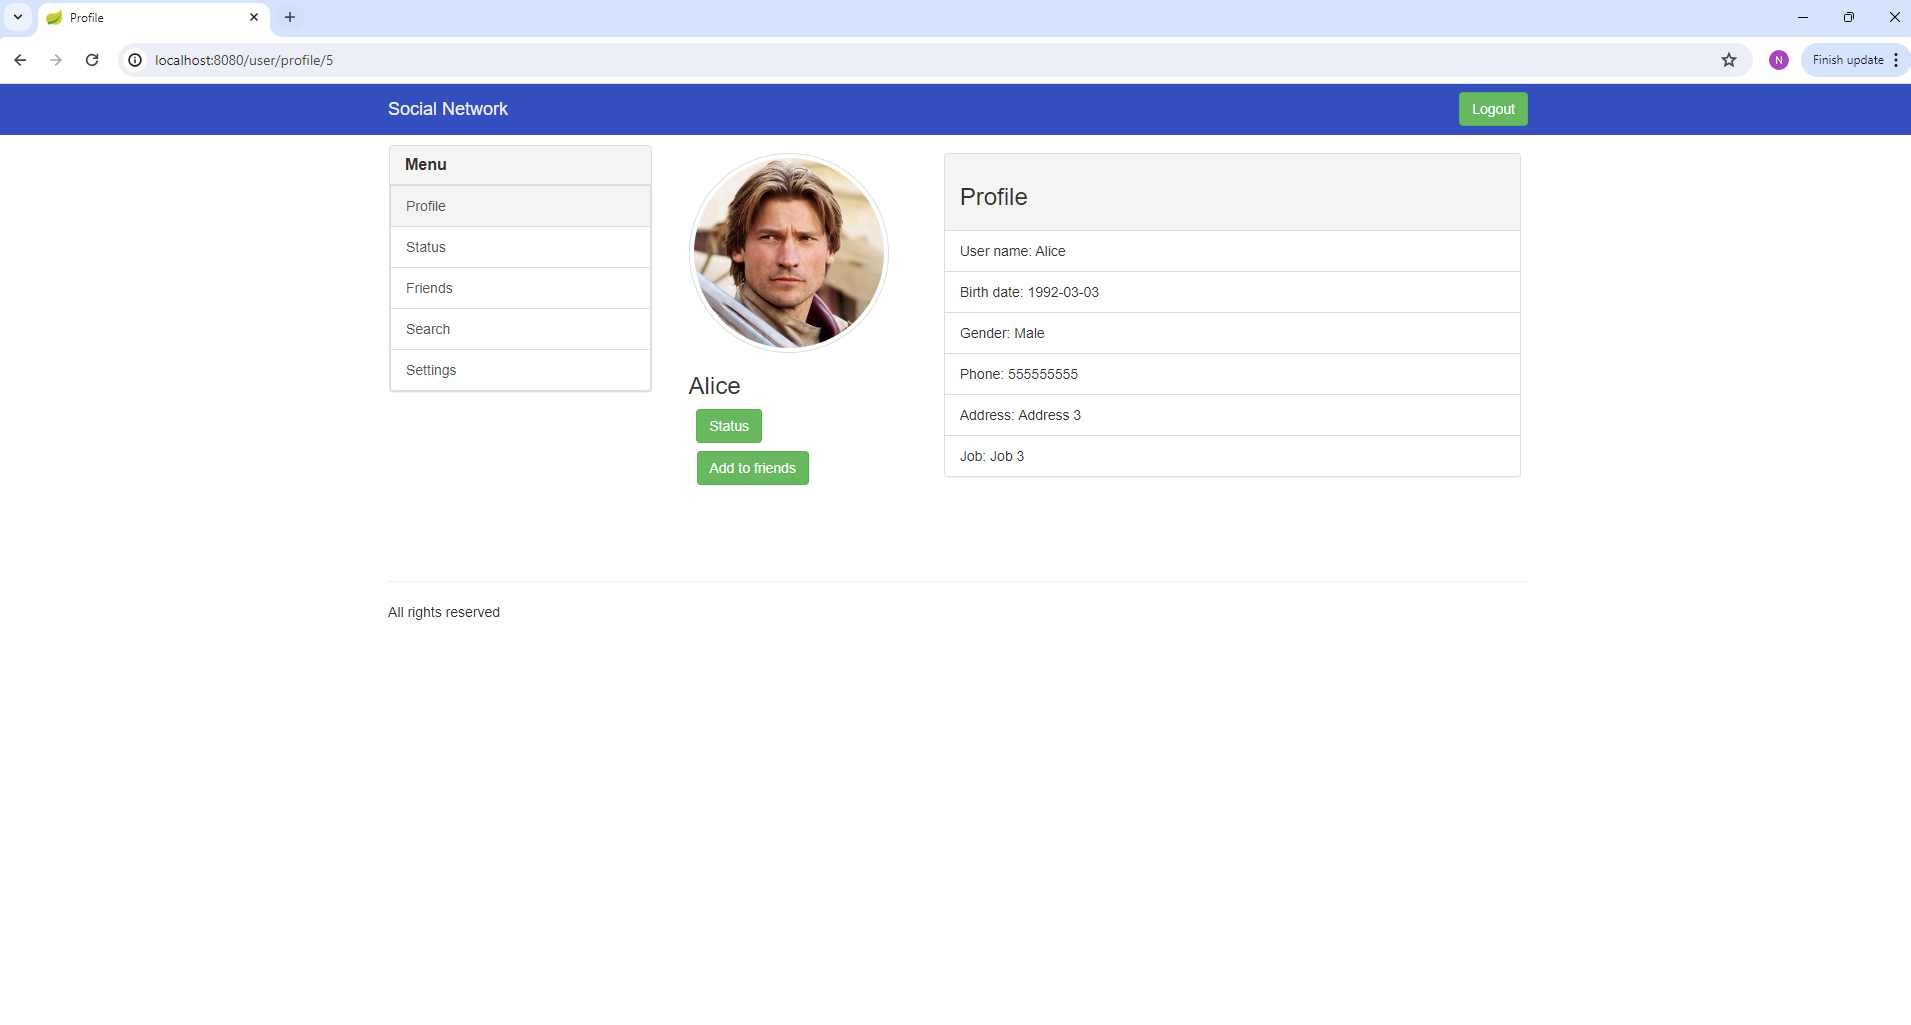 Profile
localhost:8080/user/profile/5
N
Finish update
Social Network
Logout
Menu
Profile
Status
Friends
Search
Settings
Alice
Status
Add to friends
Profile
User name: Alice
Birth date: 1992-03-03
Gender: Male
Phone: 555555555
Address: Address 3
Job: Job 3
All rights reserved